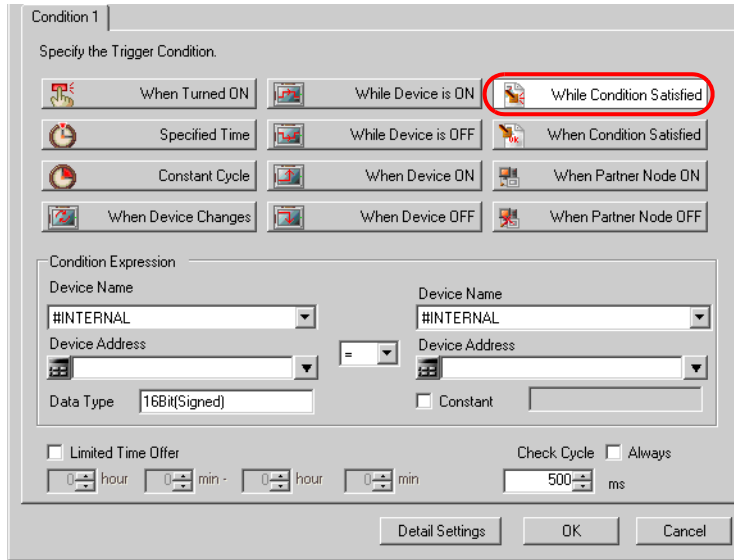 Condition 1
Specify the Trigger Condition.
When Turned ON While Device is ON While Condition Satisfied
Specified Time While Device is OFF When Condition Satisfied
Constant Cycle When Device ON When Partner Node ON
When Device Changes When Device OFF When Partner Node OFF
Condition Expression
Device Name Device Name
#INTERNAL #INTERNAL
Device Address = Device Address
Data Type 16Bit(Signed) Constant
Limited Time Offer Check Cycle Always
0 hour 0 min - 0 hour 0 min 500 ms
Detail Settings OK Cancel